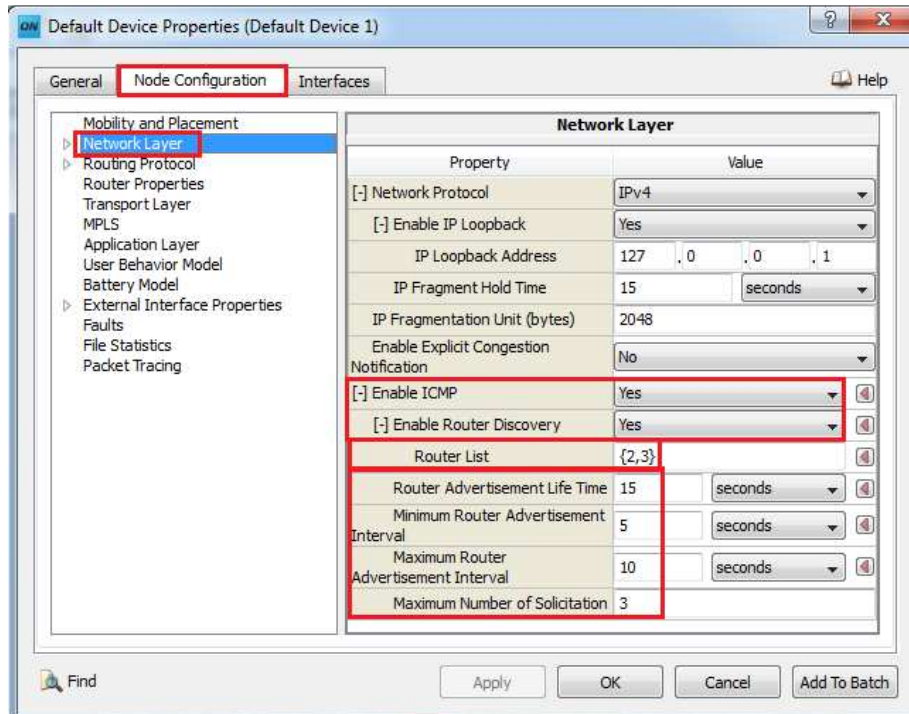 QN Default Device Properties (Default Device 1)
General Node Configuration Interfaces Help
Mobility and Placement
Network Layer
Routing Protocol
Router Properties
Transport Layer
MPLS
Application Layer
User Behavior Model
Battery Model
External Interface Properties
Faults
File Statistics
Packet Tracing
Network Layer
Property Value
[-] Network Protocol IPv4
[-] Enable IP Loopback Yes
IP Loopback Address 127 . 0 . 0 . 1
IP Fragment Hold Time 15 seconds
IP Fragmentation Unit (bytes) 2048
Enable Explicit Congestion
Notification No
[-] Enable ICMP Yes
[-] Enable Router Discovery Yes
Router List {2,3}
Router Advertisement Life Time 15 seconds
Minimum Router Advertisement
Interval 5 seconds
Maximum Router
Advertisement Interval 10 seconds
Maximum Number of Solicitation 3
Find Apply OK Cancel Add To Batch